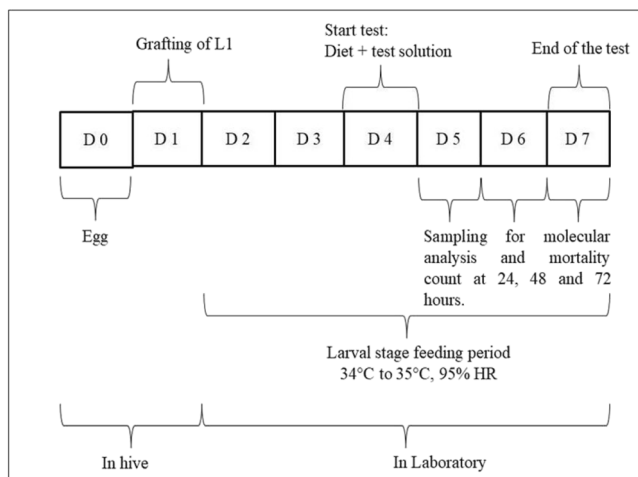 Grafting of L1
Start test:
Diet + test solution
End of the test
D 0 D 1 D 2 D 3 D 4 D 5 D 6 D 7
Egg
Sampling for molecular
analysis and mortality
count at 24, 48 and 72
hours.
Larval stage feeding period
34°C to 35°C, 95% HR
In hive
In Laboratory